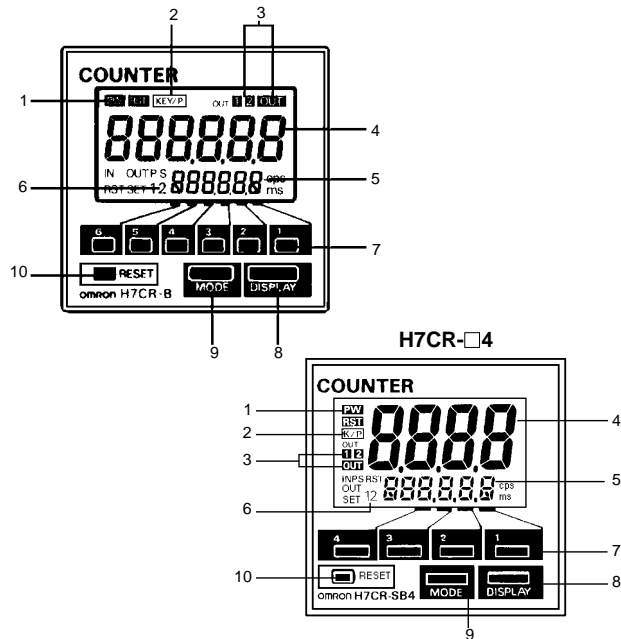 3
2
COUNTER
1
PW RST KEY/P OUT 1 2 OUT
888888
4
IN OUT P S
RST SET 12
888888
cps
ms
5
6
6 5 4 3 2 1
7
10
RESET
MODE DISPLAY
omron H7CR-B
9 8
H7CR-□4
COUNTER
1
PW
RST
2
K/P
OUT
3
1 2
OUT
8888
4
INPS RST
OUT
SET 12
888888
cps
ms
5
6
4 3 2 1
7
10
RESET
MODE DISPLAY
8
omron H7CR-SB4
9